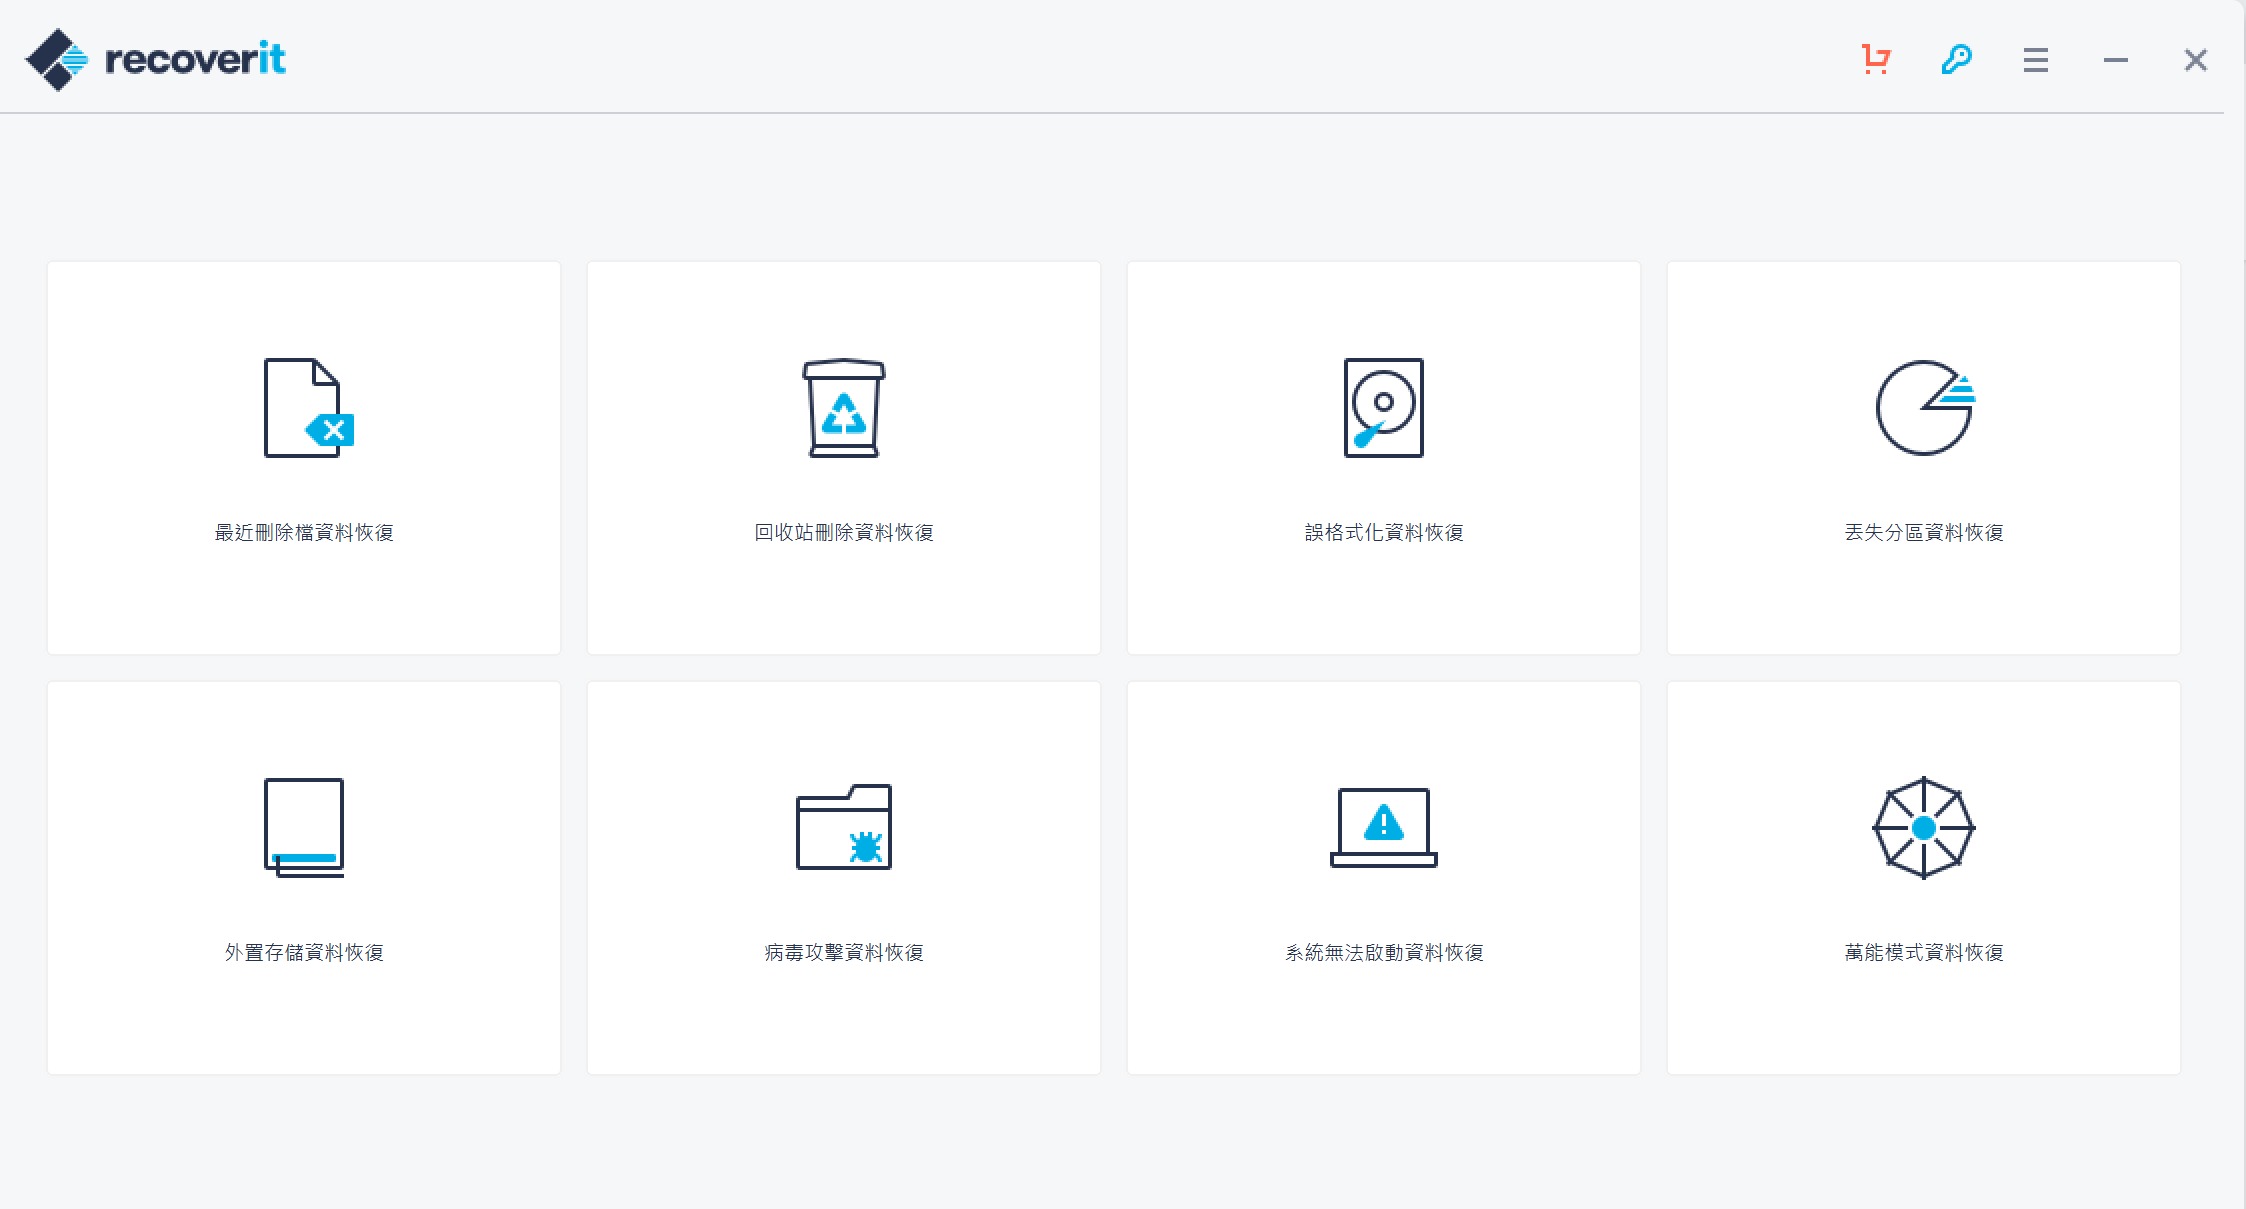 recoverit
最近刪除檔資料恢復
回收站刪除資料恢復
誤格式化資料恢復
丟失分區資料恢復
外置存儲資料恢復
病毒攻擊資料恢復
系統無法啟動資料恢復
萬能模式資料恢復